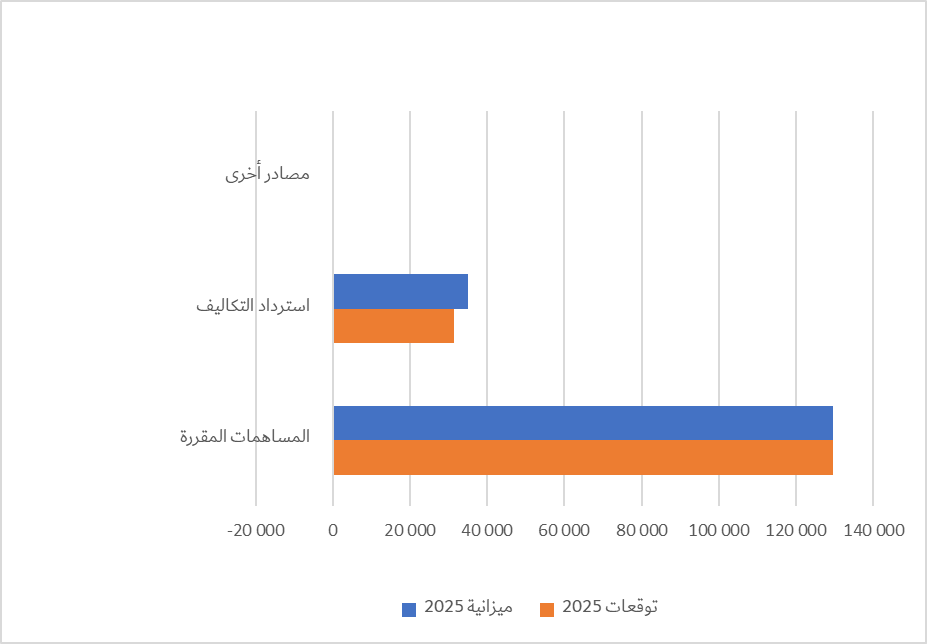 مصادر أخرى
استرداد التكاليف
المساهمات المقررة
-20 000 0 20 000 40 000 60 000 80 000 100 000 120 000 140 000
ميزانية 2025 توقعات 2025